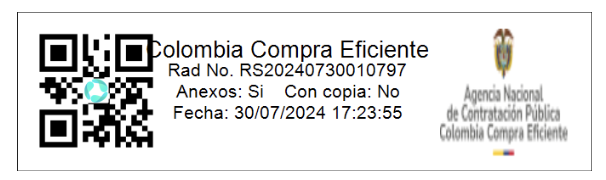 Colombia Compra Eficiente
Rad No. RS20240730010797
Anexos: Si Con copia: No
Fecha: 30/07/2024 17:23:55
Agencia Nacional
de Contratación Pública
Colombia Compra Eficiente